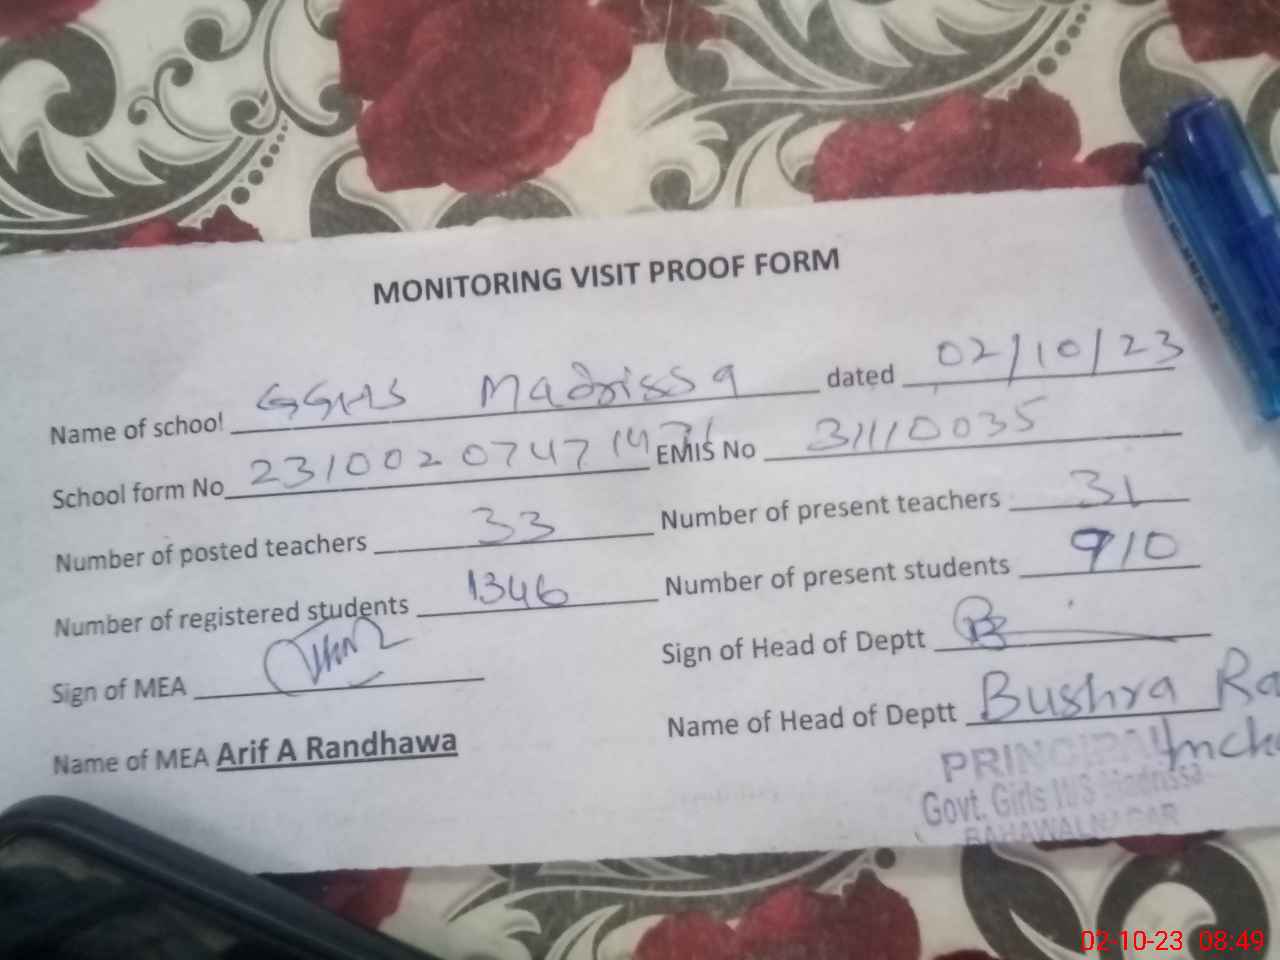 MONITORING VISIT PROOF FORM
Name of school GGHS Madrissa dated 02/10/23
School form No 23100207471471 EMIS No 31110035
Number of posted teachers 33 Number of present teachers 31
Number of registered students 1346 Number of present students 910
Sign of MEA Sign of Head of Deptt
Name of MEA Arif A Randhawa Name of Head of Deptt Bushra
PRINCIPAL
Govt. Girls H/S Madrissa
BAHAWALNAGAR
02-10-23 08:49